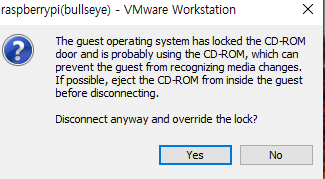 raspberrypi(bullseye) - VMware Workstation
The guest operating system has locked the CD-ROM
door and is probably using the CD-ROM, which can
prevent the guest from recognizing media changes.
If possible, eject the CD-ROM from inside the guest
before disconnecting.
Disconnect anyway and override the lock?
Yes
No